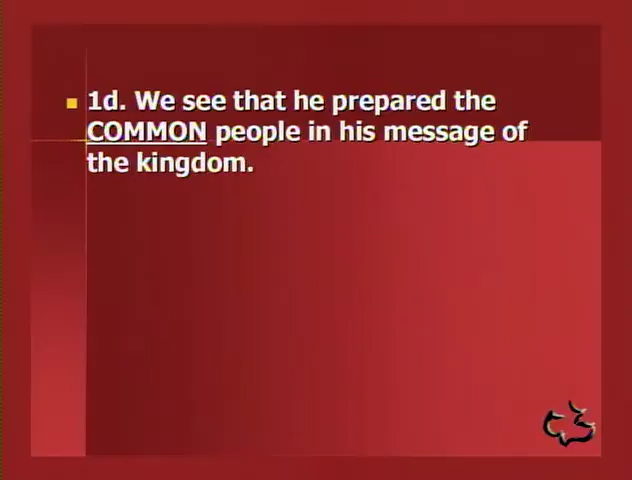 1d. We see that he prepared the
COMMON people in his message of
the kingdom.